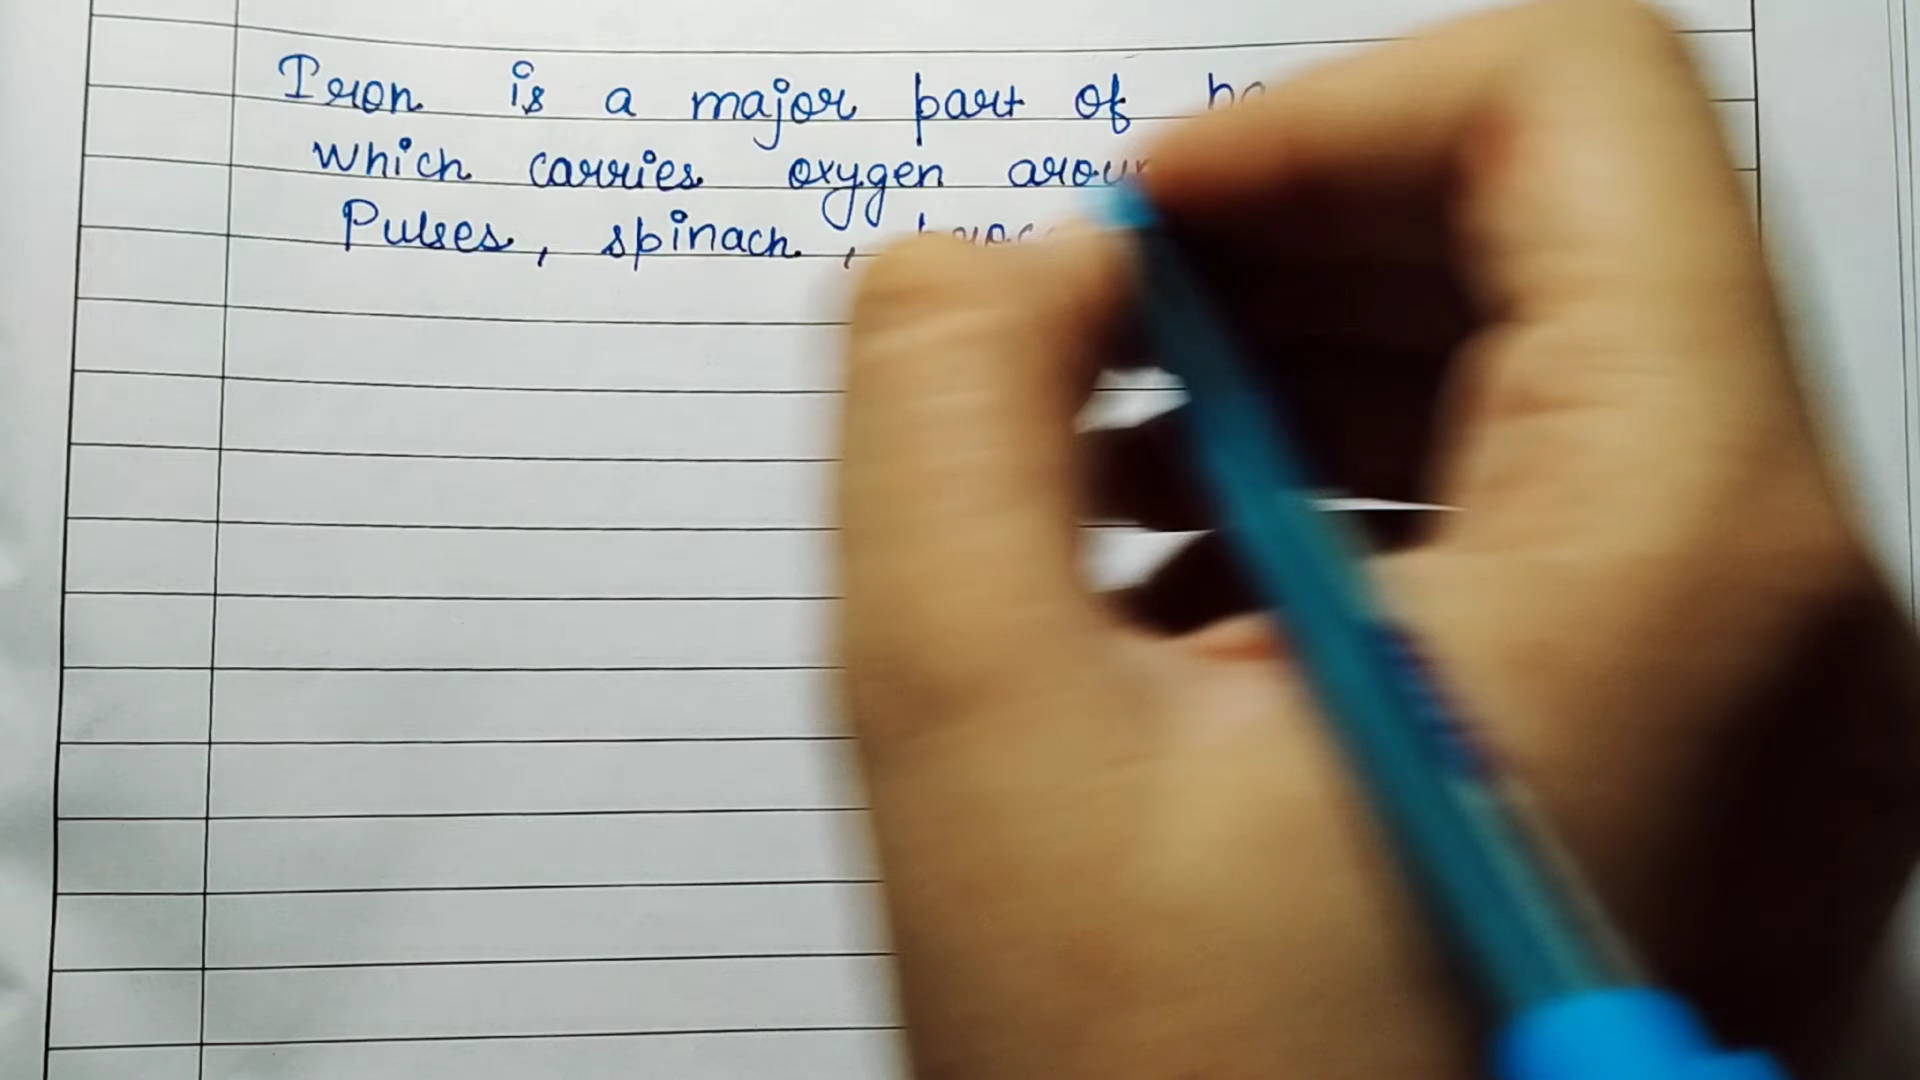 Iron is a major part of
which carries oxygen
Pulses, spinach,